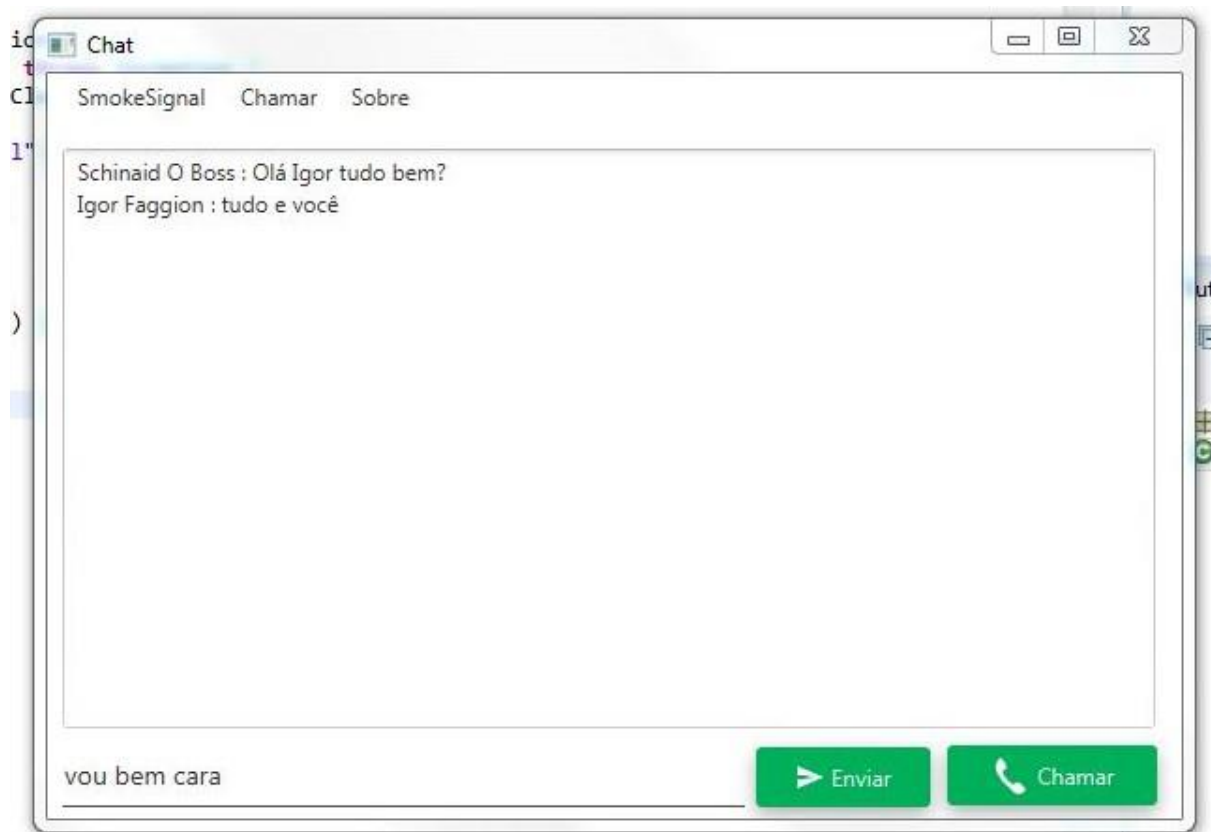 Chat
SmokeSignal Chamar Sobre
Schinaid O Boss : Olá Igor tudo bem?
Igor Faggion : tudo e você
vou bem cara
Enviar
Chamar